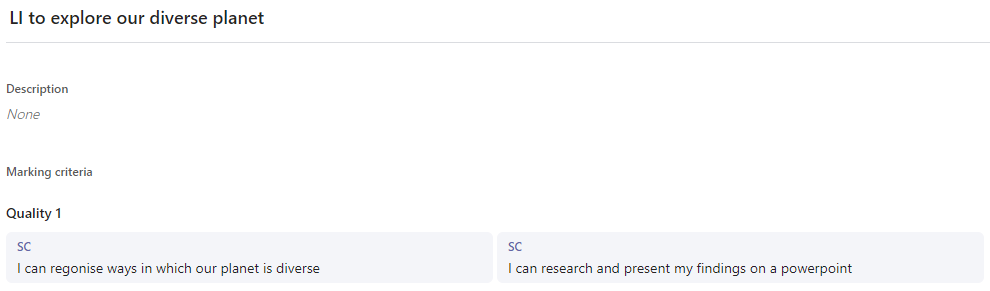 LI to explore our diverse planet
Description
None
Marking criteria
Quality 1
SC
I can regonise ways in which our planet is diverse
SC
I can research and present my findings on a powerpoint